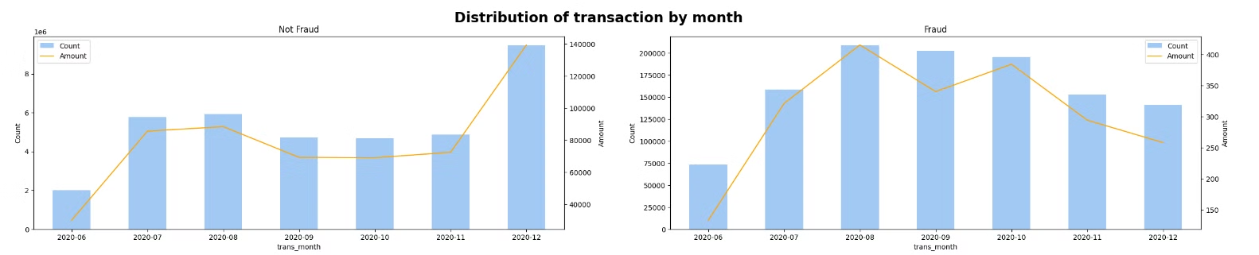 Distribution of transaction by month
Not Fraud
1e6
Count
Amount
8
6
4
2
0
Count
140000
120000
100000
80000
60000
40000
Amount
2020-06 2020-07 2020-08 2020-09 2020-10 2020-11 2020-12
trans_month
Fraud
Count
Amount
200000
175000
150000
125000
100000
75000
50000
25000
0
Count
400
350
300
250
200
150
Amount
2020-06 2020-07 2020-08 2020-09 2020-10 2020-11 2020-12
trans_month